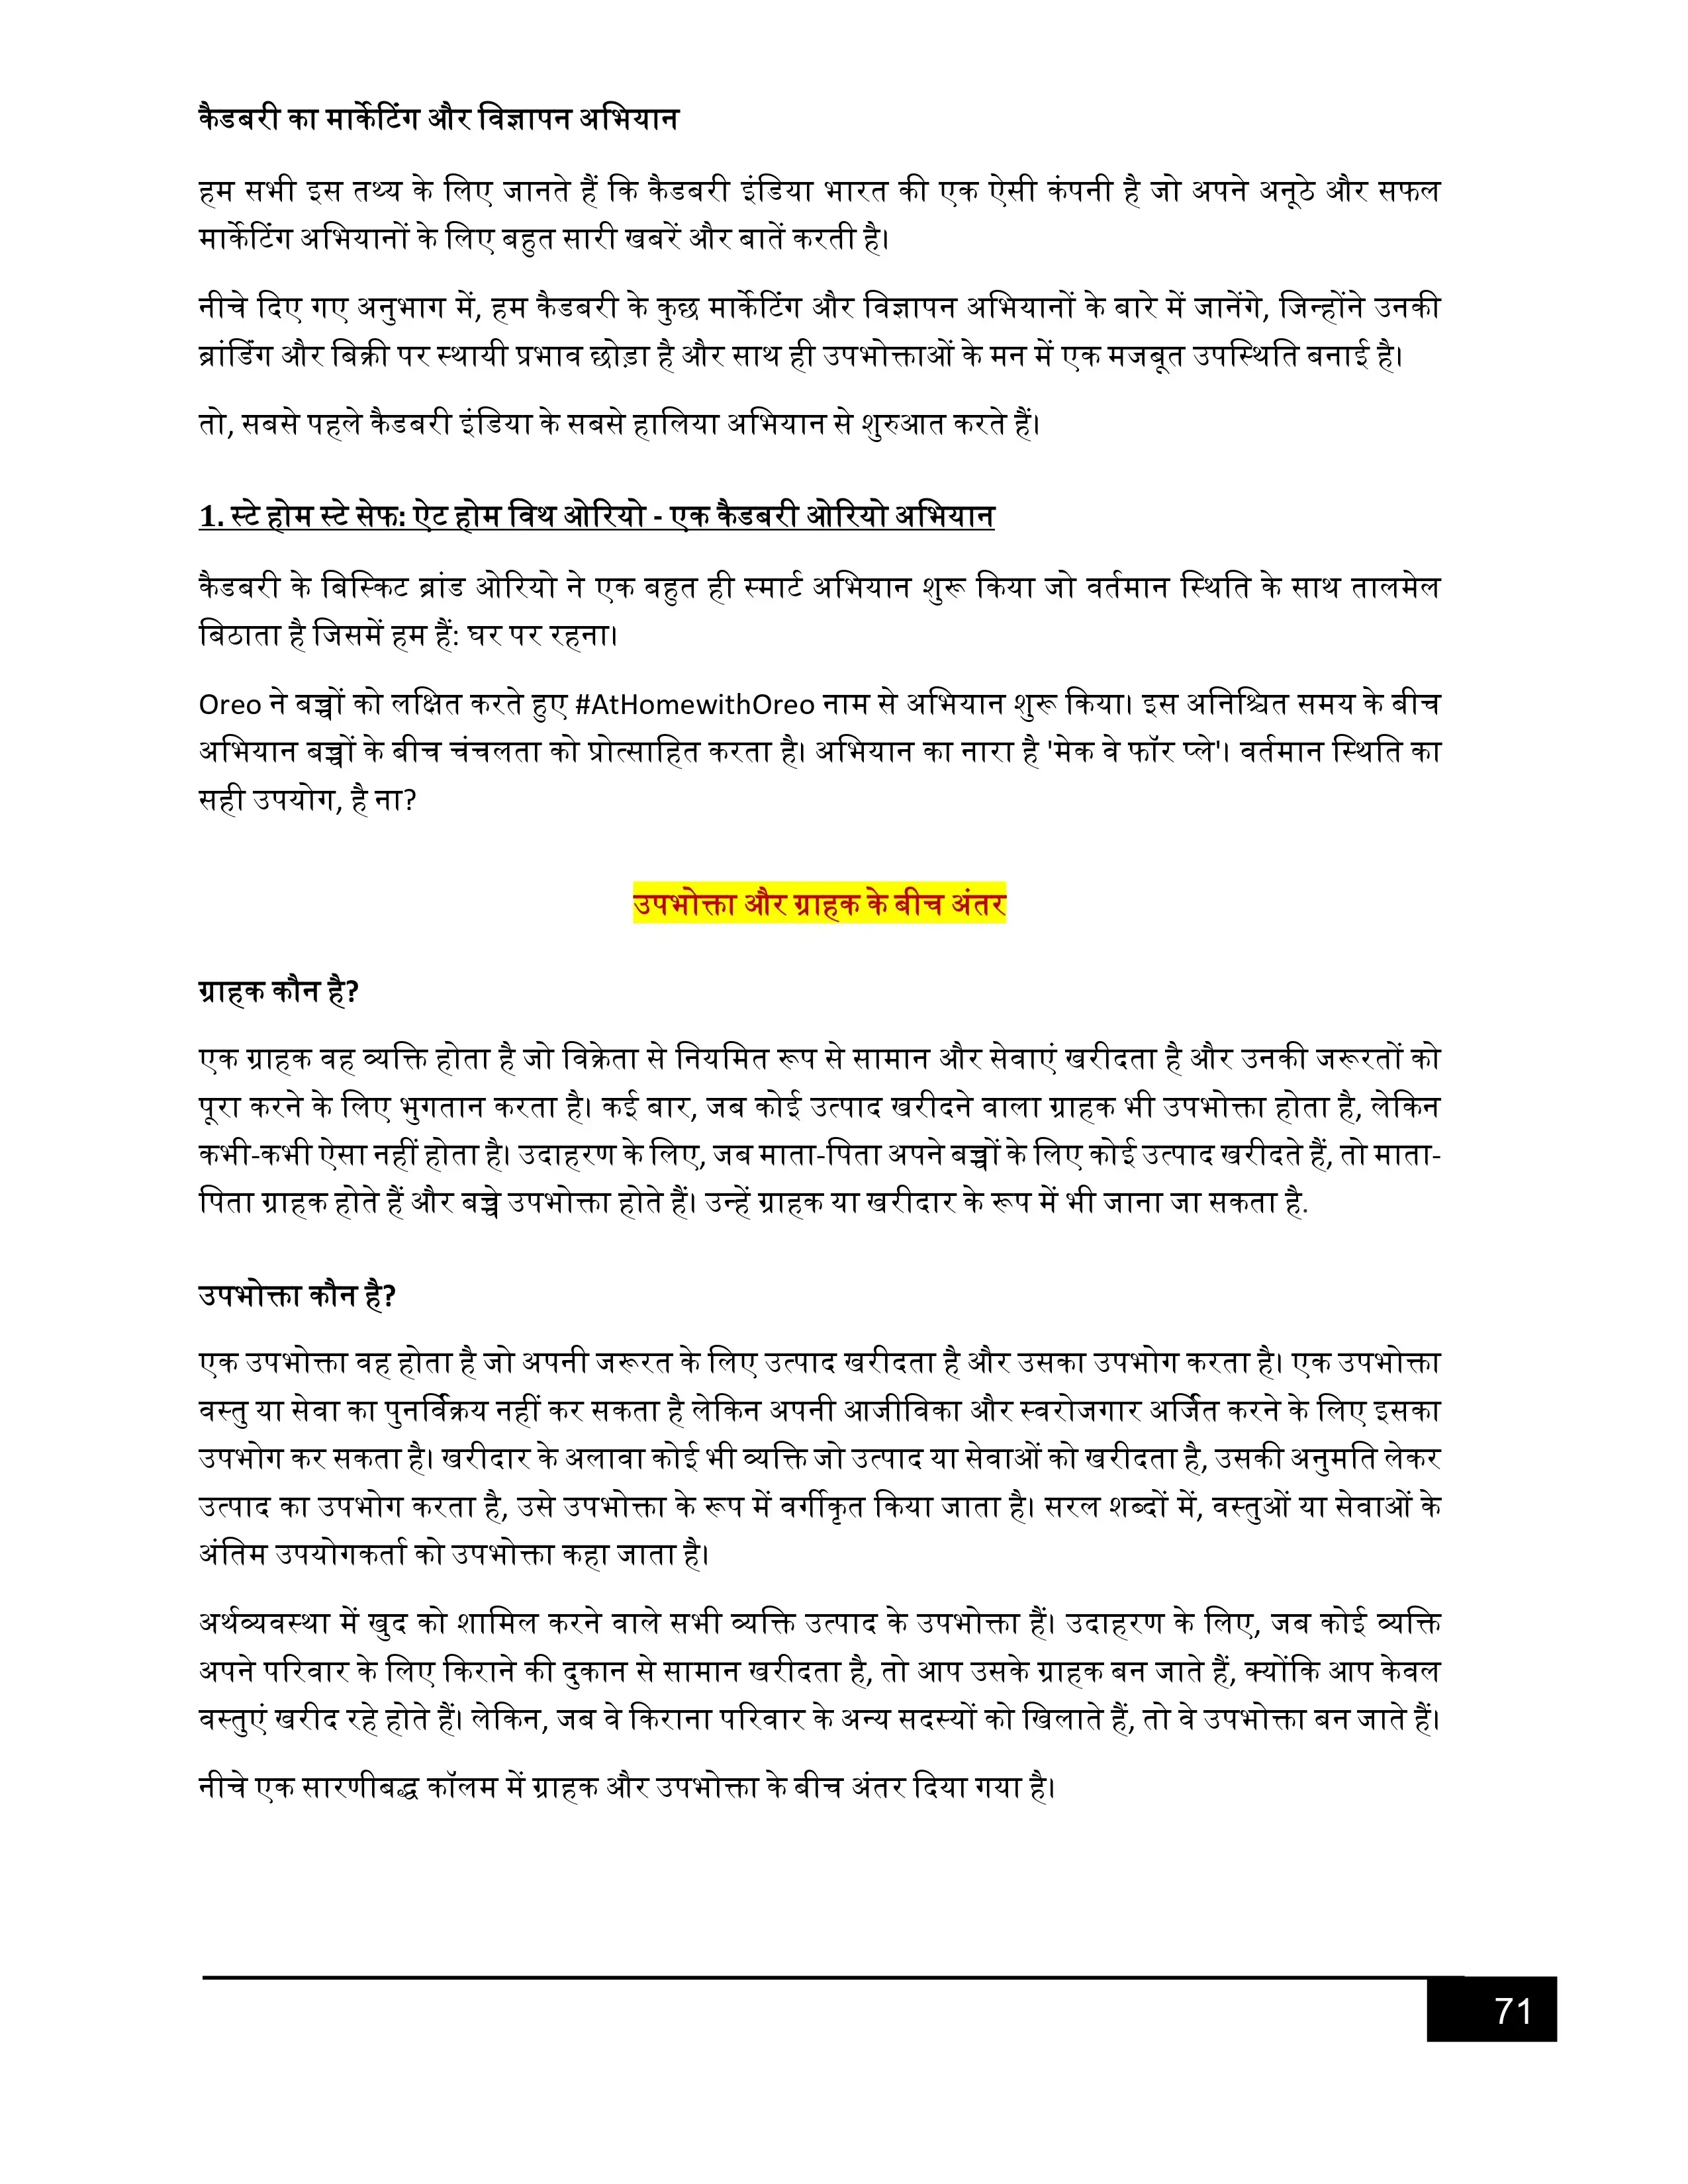 कैडबरी का मार्केटिंग और विज्ञापन अभियान
हम सभी इस तथ्य के लिए जानते हैं कि कैडबरी इंडिया भारत की एक ऐसी कंपनी है जो अपने अनूठे और सफल
मार्केटिंग अभियानों के लिए बहुत सारी खबरें और बातें करती है।
नीचे दिए गए अनुभाग में, हम कैडबरी के कुछ मार्केटिंग और विज्ञापन अभियानों के बारे में जानेंगे, जिन्होंने उनकी
ब्रांडिंग और बिक्री पर स्थायी प्रभाव छोड़ा है और साथ ही उपभोक्ताओं के मन में एक मजबूत उपस्थिति बनाई है।
तो, सबसे पहले कैडबरी इंडिया के सबसे हालिया अभियान से शुरुआत करते हैं।
1. स्टे होम स्टे सेफ: ऐट होम विथ ओरियो - एक कैडबरी ओरियो अभियान
कैडबरी के बिस्किट ब्रांड ओरियो ने एक बहुत ही स्मार्ट अभियान शुरू किया जो वर्तमान स्थिति के साथ तालमेल
बिठाता है जिसमें हम हैं: घर पर रहना।
Oreo ने बच्चों को लक्षित करते हुए #AtHomewithOreo नाम से अभियान शुरू किया। इस अनिश्चित समय के बीच
अभियान बच्चों के बीच चंचलता को प्रोत्साहित करता है। अभियान का नारा है 'मेक वे फॉर प्ले'। वर्तमान स्थिति का
सही उपयोग, है ना?
उपभोक्ता और ग्राहक के बीच अंतर
ग्राहक कौन है?
एक ग्राहक वह व्यक्ति होता है जो विक्रेता से नियमित रूप से सामान और सेवाएं खरीदता है और उनकी जरूरतों को
पूरा करने के लिए भुगतान करता है। कई बार, जब कोई उत्पाद खरीदने वाला ग्राहक भी उपभोक्ता होता है, लेकिन
कभी-कभी ऐसा नहीं होता है। उदाहरण के लिए, जब माता-पिता अपने बच्चों के लिए कोई उत्पाद खरीदते हैं, तो माता-
पिता ग्राहक होते हैं और बच्चे उपभोक्ता होते हैं। उन्हें ग्राहक या खरीदार के रूप में भी जाना जा सकता है.
उपभोक्ता कौन है?
एक उपभोक्ता वह होता है जो अपनी जरूरत के लिए उत्पाद खरीदता है और उसका उपभोग करता है। एक उपभोक्ता
वस्तु या सेवा का पुनर्विक्रय नहीं कर सकता है लेकिन अपनी आजीविका और स्वरोजगार अर्जित करने के लिए इसका
उपभोग कर सकता है। खरीदार के अलावा कोई भी व्यक्ति जो उत्पाद या सेवाओं को खरीदता है, उसकी अनुमति लेकर
उत्पाद का उपभोग करता है, उसे उपभोक्ता के रूप में वर्गीकृत किया जाता है। सरल शब्दों में, वस्तुओं या सेवाओं के
अंतिम उपयोगकर्ता को उपभोक्ता कहा जाता है।
अर्थव्यवस्था में खुद को शामिल करने वाले सभी व्यक्ति उत्पाद के उपभोक्ता हैं। उदाहरण के लिए, जब कोई व्यक्ति
अपने परिवार के लिए किराने की दुकान से सामान खरीदता है, तो आप उसके ग्राहक बन जाते हैं, क्योंकि आप केवल
वस्तुएं खरीद रहे होते हैं। लेकिन, जब वे किराना परिवार के अन्य सदस्यों को खिलाते हैं, तो वे उपभोक्ता बन जाते हैं।
नीचे एक सारणीबद्ध कॉलम में ग्राहक और उपभोक्ता के बीच अंतर दिया गया है।
71